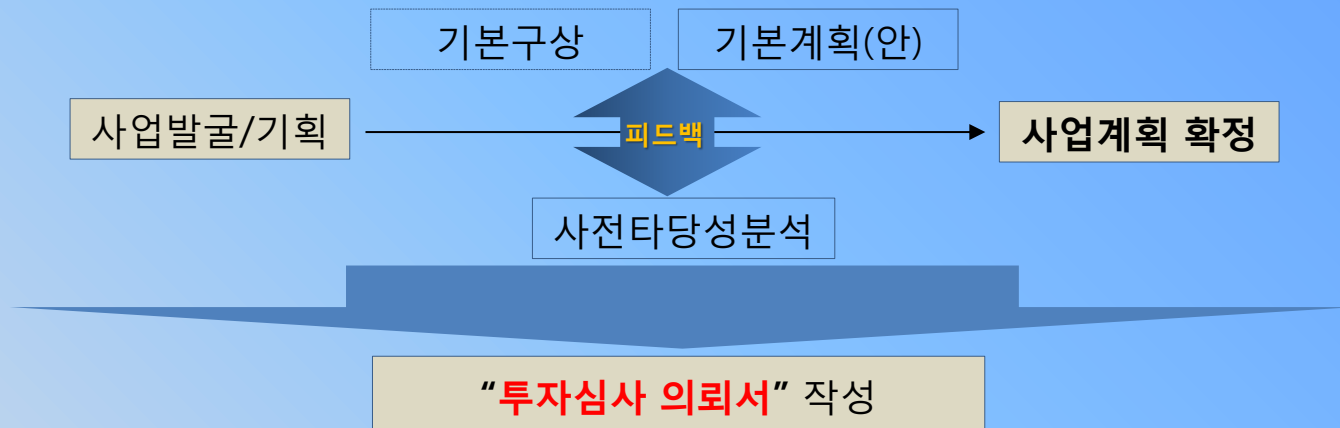 기본구상
기본계획(안)
사업발굴/기획
피드백
사업계획 확정
사전타당성분석
“투자심사 의뢰서” 작성